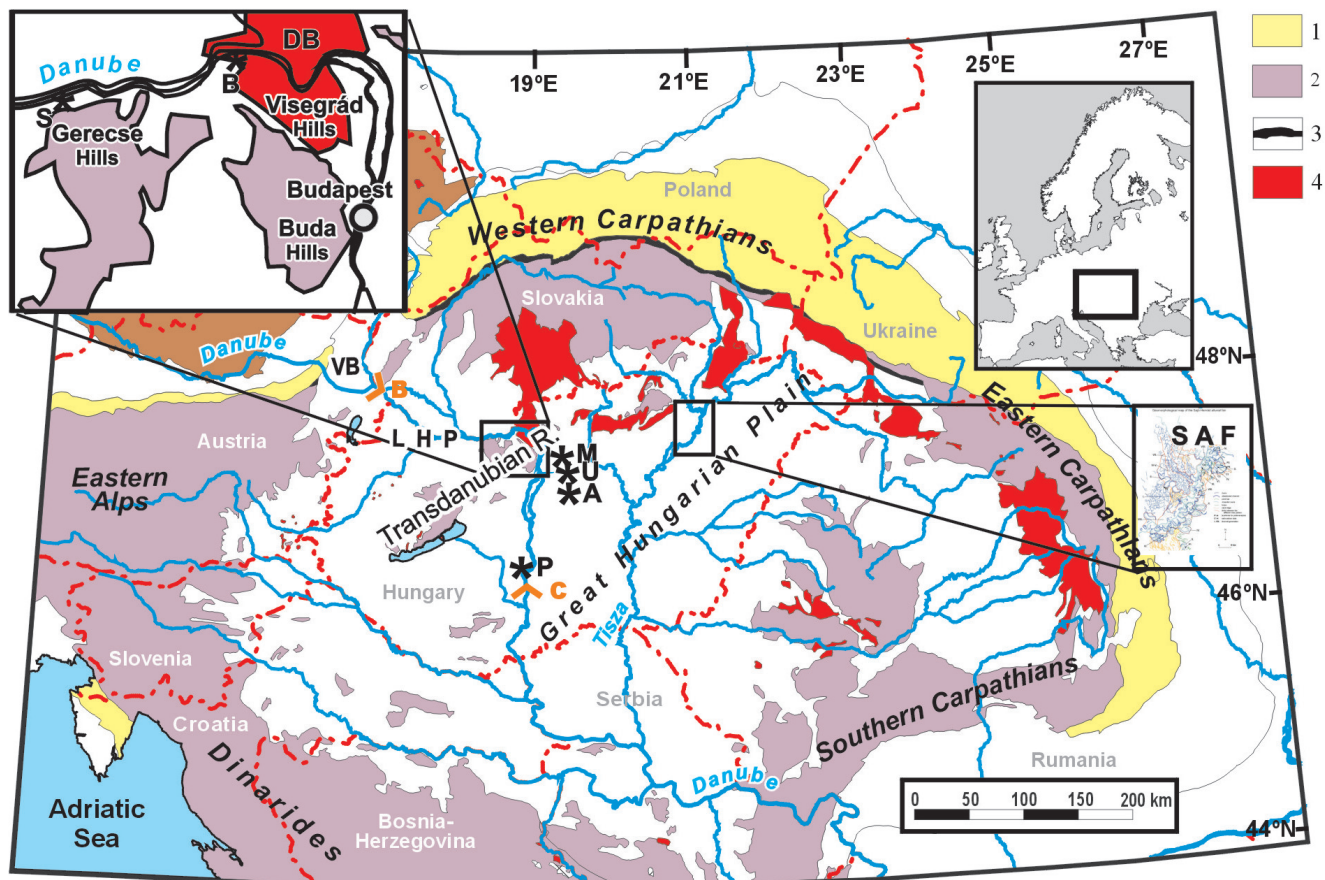 DB
Danube
B
Visegrád
Hills
S
Gerecse
Hills
Budapest
Buda
Hills
19ºE
21ºE
23ºE
25ºE
27ºE
1
2
3
4
Poland
Western Carpathians
Slovakia
Ukraine
48ºN
Danube
VB
B
Austria
L H-P
Eastern
Alps
Transdanubian R.
M
U
A
Great Hungarian Plain
Eastern Carpathians
S A F
P
C
Hungary
Tisza
46ºN
Slovenia
Croatia
Serbia
Southern Carpathians
Dinarides
Danube
Rumania
Adriatic
Sea
Bosnia-
Herzegovina
0 50 100 150 200 km
44ºN